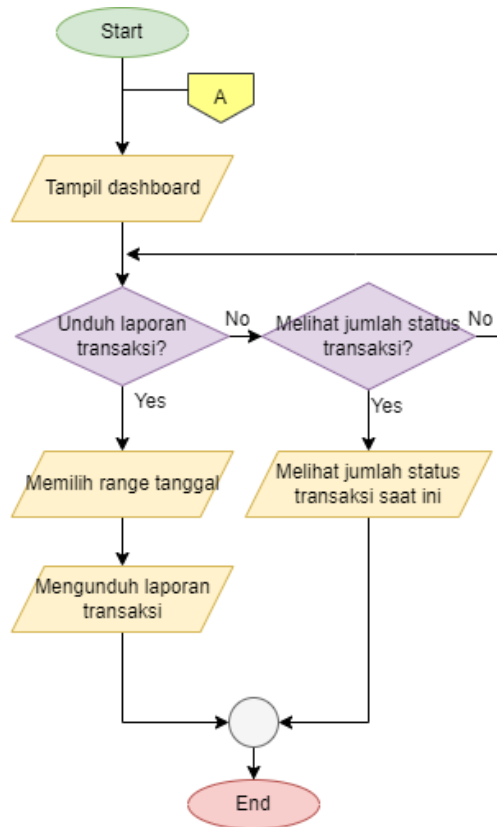 Start
A
Tampil dashboard
Unduh laporan
transaksi?
No
Melihat jumlah status
transaksi?
No
Yes
Yes
Memilih range tanggal
Melihat jumlah status
transaksi saat ini
Mengunduh laporan
transaksi
End